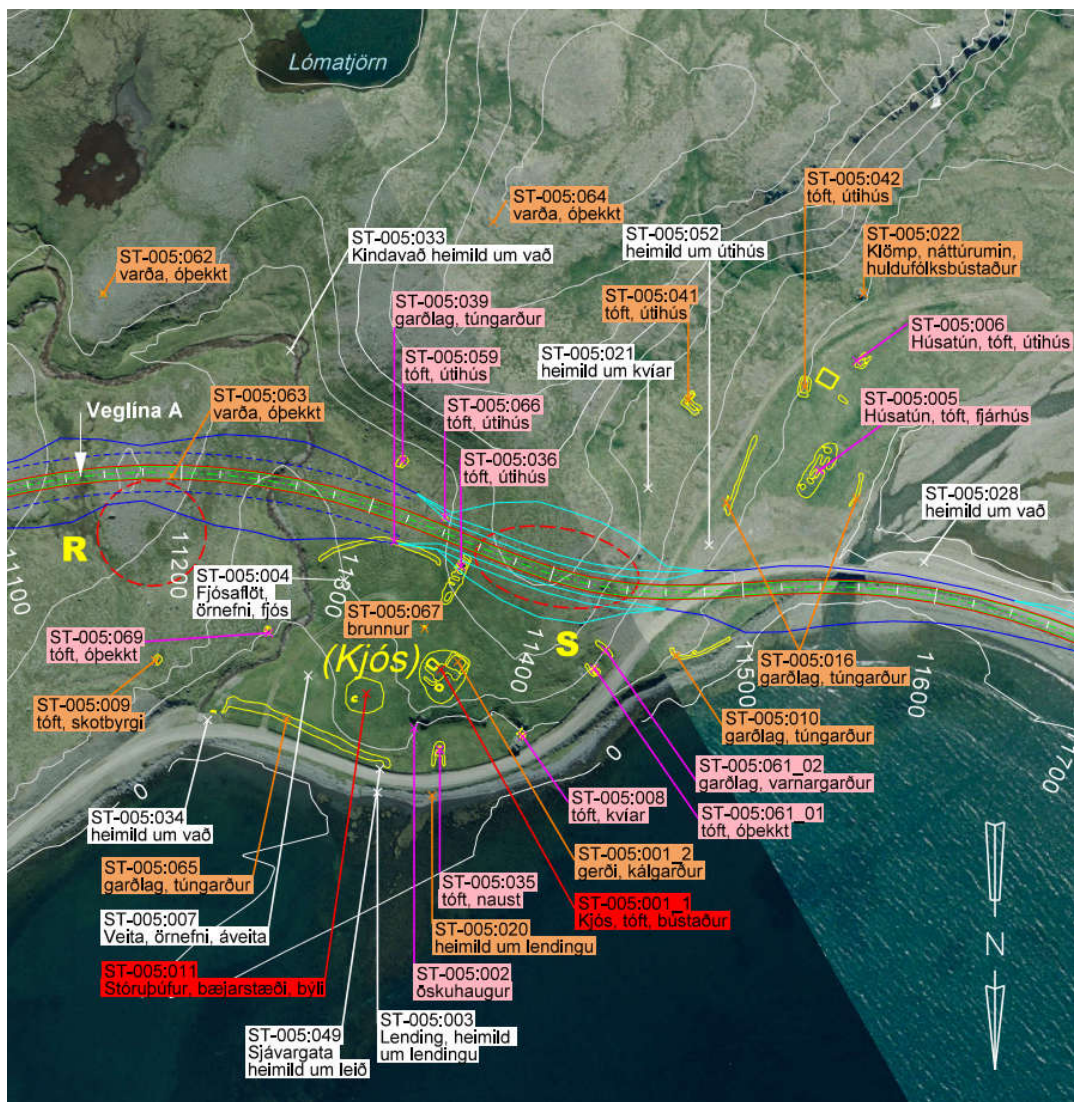 Lómatjörn
ST-005:042
tóft, útihús
ST-005:064
varða, óþekkt
ST-005:022
Klömp, náttúrumin,
huldufólksbústaður
ST-005:033
Kindavað heimild um vað
ST-005:052
heimild um útihús
ST-005:062
varða, óþekkt
ST-005:039
garðlag, túngarður
ST-005:041
tóft, útihús
ST-005:006
Húsatún, tóft, útihús
ST-005:059
tóft, útihús
ST-005:021
heimild um kvíar
ST-005:063
varða, óþekkt
ST-005:005
Húsatún, tóft, fjárhús
Veglína A
ST-005:066
tóft, útihús
ST-005:036
tóft, útihús
ST-005:028
heimild um vað
R
11100
11200
11300
ST-005:004
Fjósaflöt,
örnefni, fjós
ST-005:067
brunnur
ST-005:069
tóft, óþekkt
(Kjós)
11400
S
11500
11600
11700
ST-005:016
garðlag, túngarður
ST-005:009
tóft, skotbyrgi
ST-005:010
garðlag, túngarður
0
0
ST-005:061_02
garðlag, varnargarður
ST-005:008
tóft, kvíar
ST-005:061_01
tóft, óþekkt
ST-005:034
heimild um vað
ST-005:065
garðlag, túngarður
ST-005:001_2
gerði, kálgarður
ST-005:035
tóft, naust
ST-005:001_1
Kjós, tóft, bústaður
ST-005:007
Veita, örnefni, áveita
ST-005:020
heimild um lendingu
ST-005:011
Stóruþúfur, bæjarstæði, býli
ST-005:002
öskuhaugur
N
ST-005:049
Sjávargata
heimild um leið
ST-005:003
Lending, heimild
um lendingu